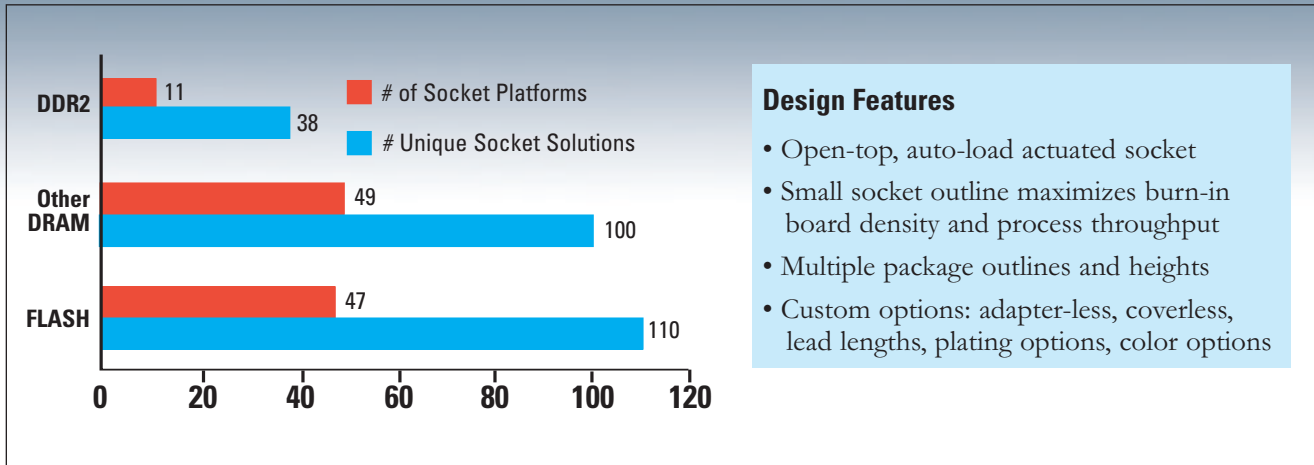 DDR2
11
38
# of Socket Platforms
# Unique Socket Solutions
Other
DRAM
49
100
FLASH
47
110
0 20 40 60 80 100 120
Design Features
• Open-top, auto-load actuated socket
• Small socket outline maximizes burn-in
board density and process throughput
• Multiple package outlines and heights
• Custom options: adapter-less, coverless,
lead lengths, plating options, color options